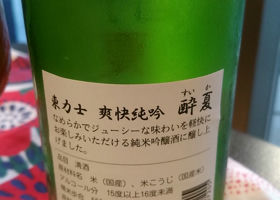 東力士 爽快純吟 酔夏
すいか
なめらかでジューシーな味わいを軽快に
お楽しみいただける純米吟醸酒に醸し上
げました。
品目 清酒
原材料名 米（国産）、米こうじ（国産米）
アルコール分 15度以上16度未満
精米歩合